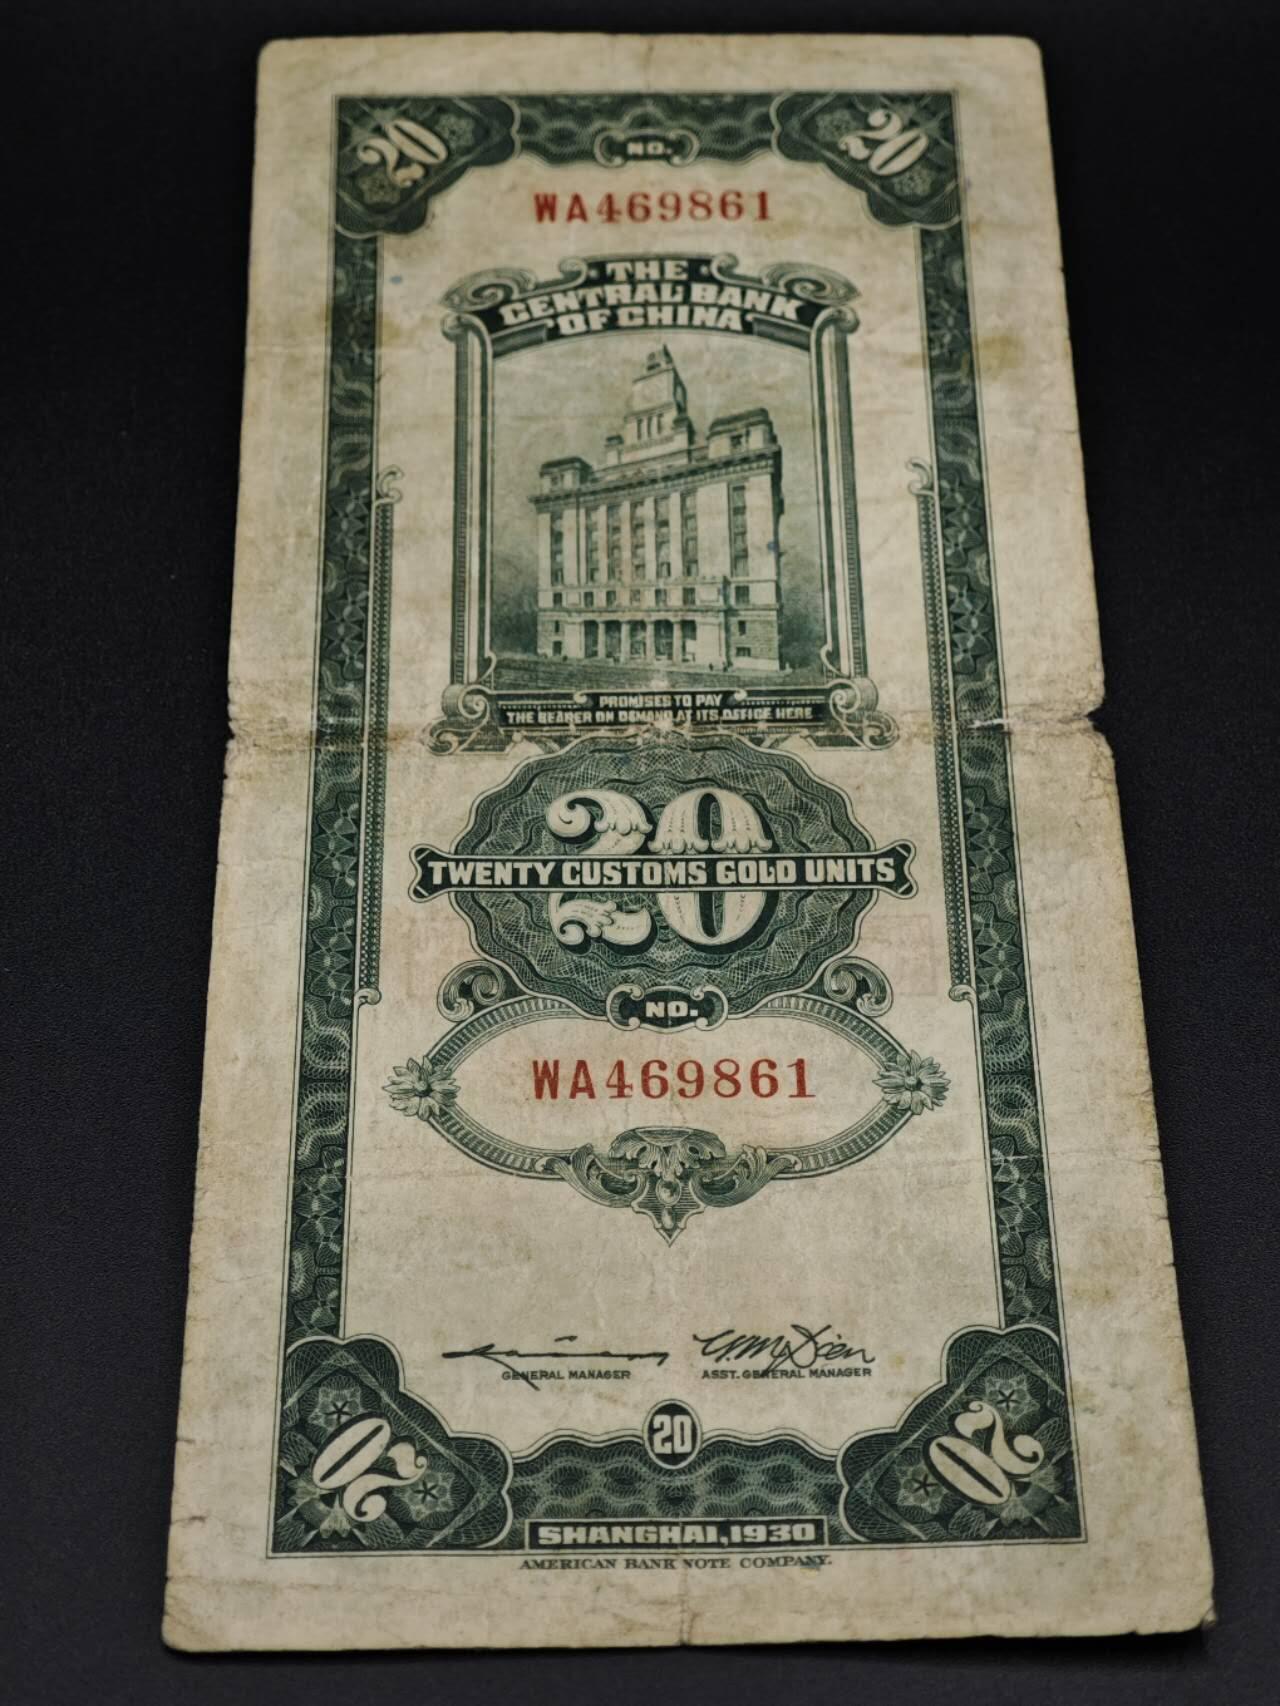 20
20
NO.
WA469861
THE
CENTRAL BANK
OF CHINA
PROMISES TO PAY
THE BEARER ON DEMAND AT ITS OFFICE HERE
20
TWENTY CUSTOMS GOLD UNITS
NO.
WA469861
GENERAL MANAGER
ASST. GENERAL MANAGER
20
20
20
SHANGHAI, 1930
AMERICAN BANK NOTE COMPANY.